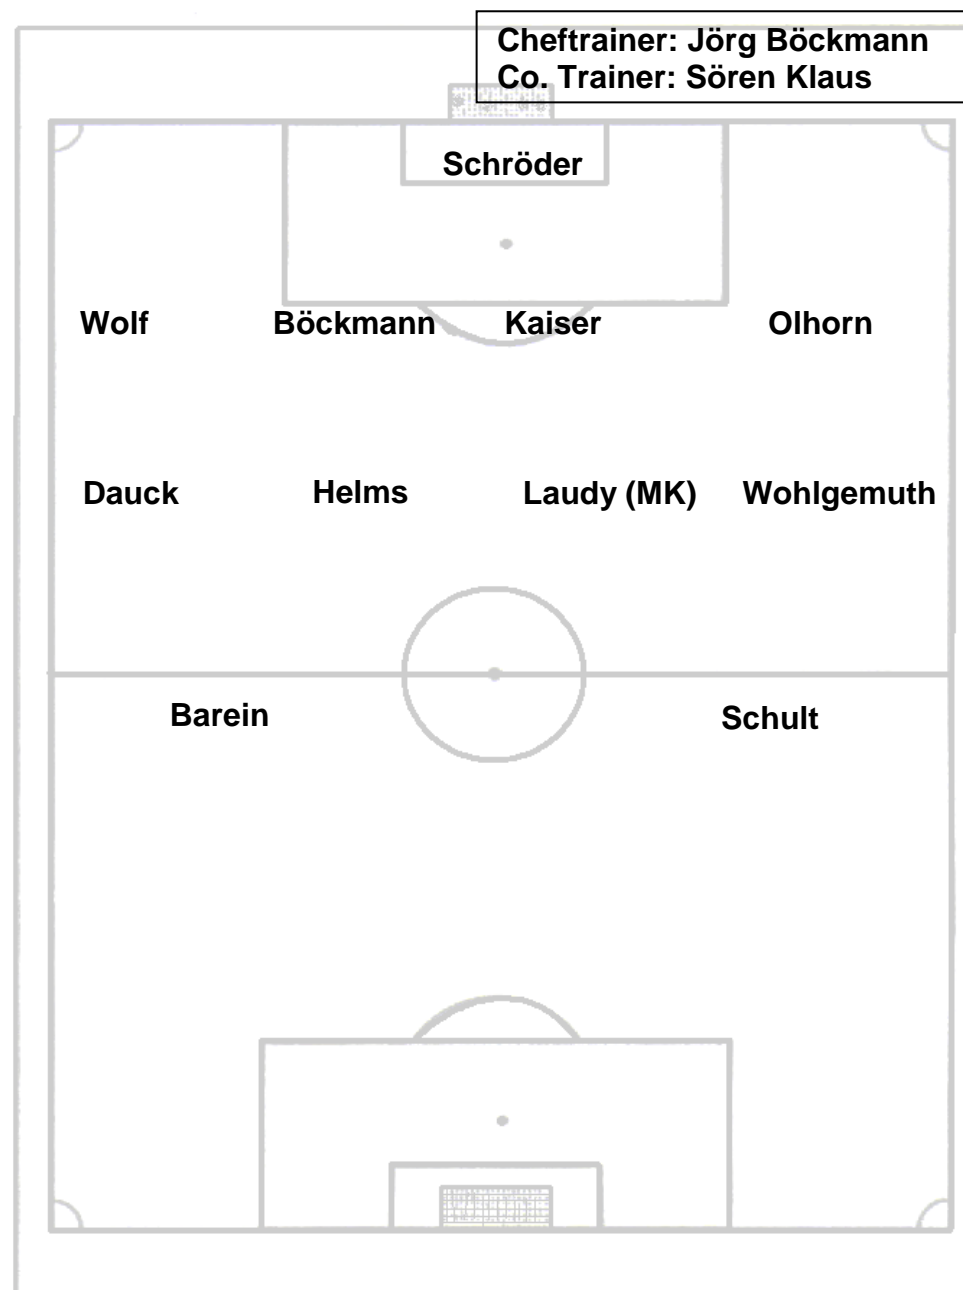 Cheftrainer: Jörg Böckmann
Co. Trainer: Sören Klaus
Schröder
Wolf Böckmann Kaiser Olhorn
Dauck Helms Laudy (MK) Wohlgemuth
Barein Schult